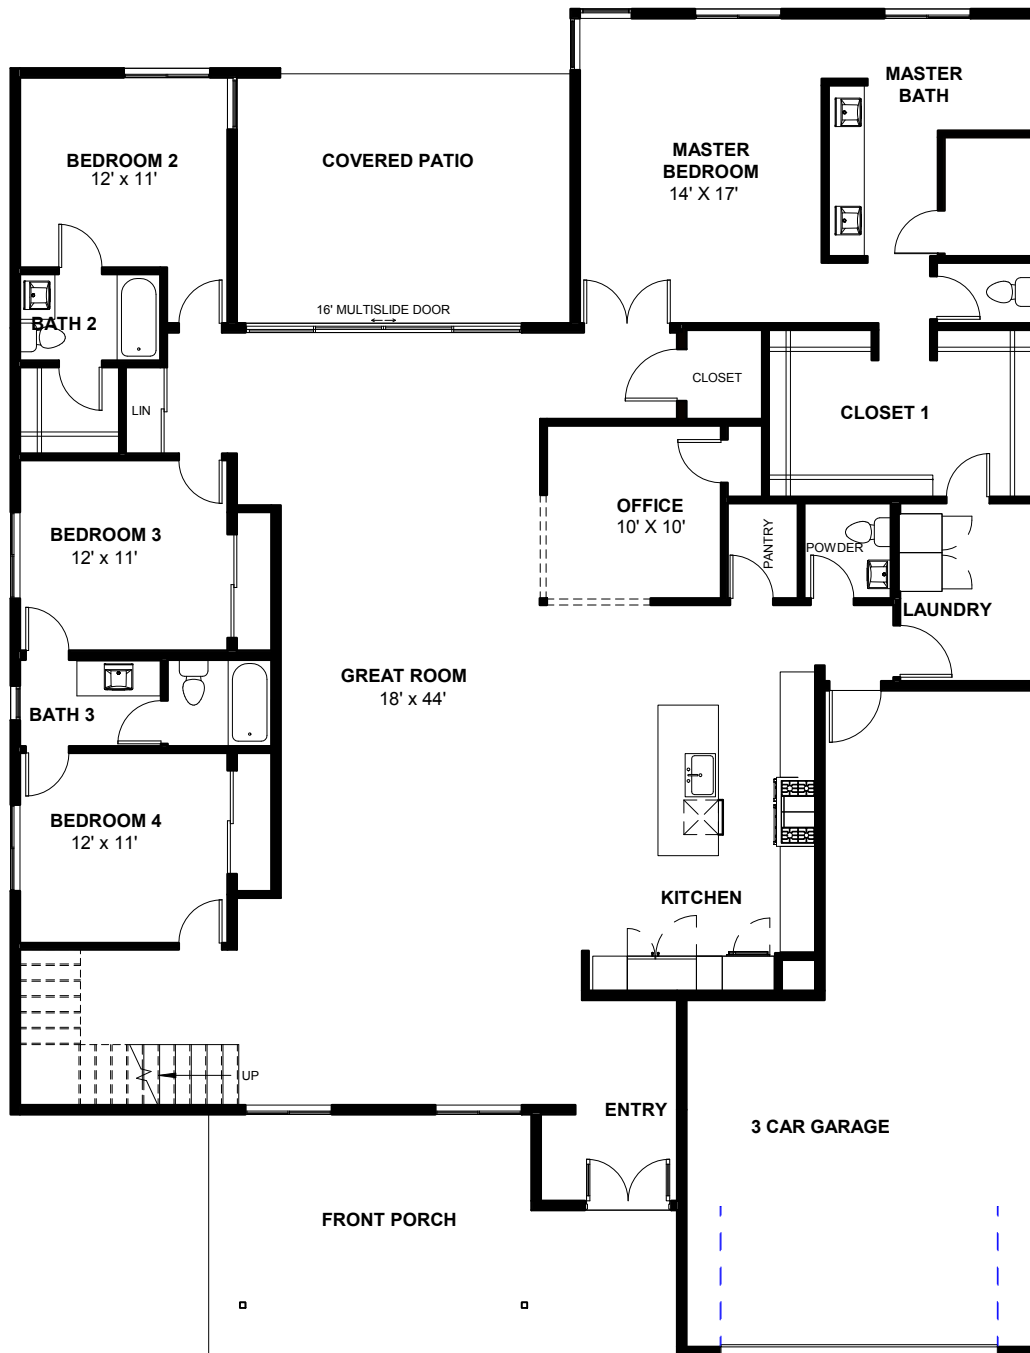 MASTER
BATH
BEDROOM 2
12' x 11'
COVERED PATIO
MASTER
BEDROOM
14' X 17'
16' MULTISLIDE DOOR
BATH 2
CLOSET
LIN
CLOSET 1
OFFICE
10' X 10'
BEDROOM 3
12' x 11'
PANTRY
POWDER
LAUNDRY
GREAT ROOM
18' x 44'
BATH 3
BEDROOM 4
12' x 11'
KITCHEN
UP
ENTRY
3 CAR GARAGE
FRONT PORCH